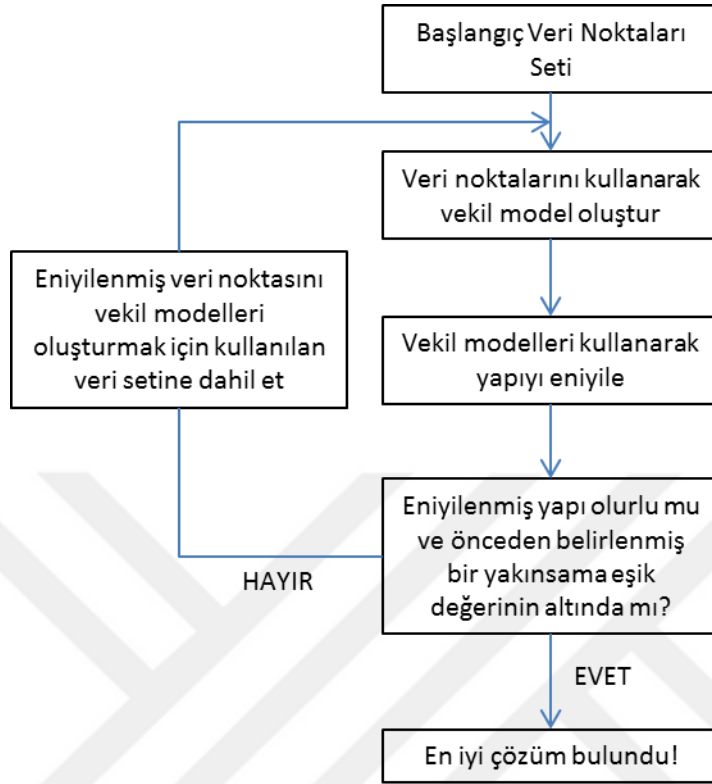 Başlangıç Veri Noktaları
Seti
Veri noktalarını kullanarak
vekil model oluştur
Eniyilenmiş veri noktasını
vekil modelleri
oluşturmak için kullanılan
veri setine dahil et
Vekil modelleri kullanarak
yapıyı eniyile
Eniyilenmiş yapı olurlu mu
ve önceden belirlenmiş
bir yakınsama eşik
değerinin altında mı?
HAYIR
EVET
En iyi çözüm bulundu!